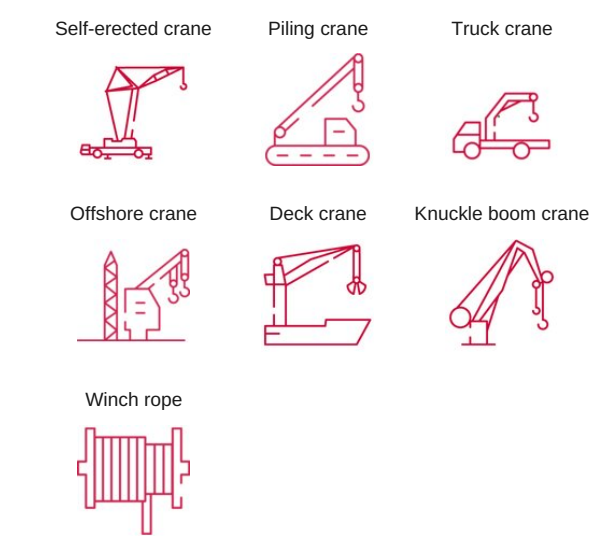 Self-erected crane
Piling crane
Truck crane
Offshore crane
Deck crane
Knuckle boom crane
Winch rope